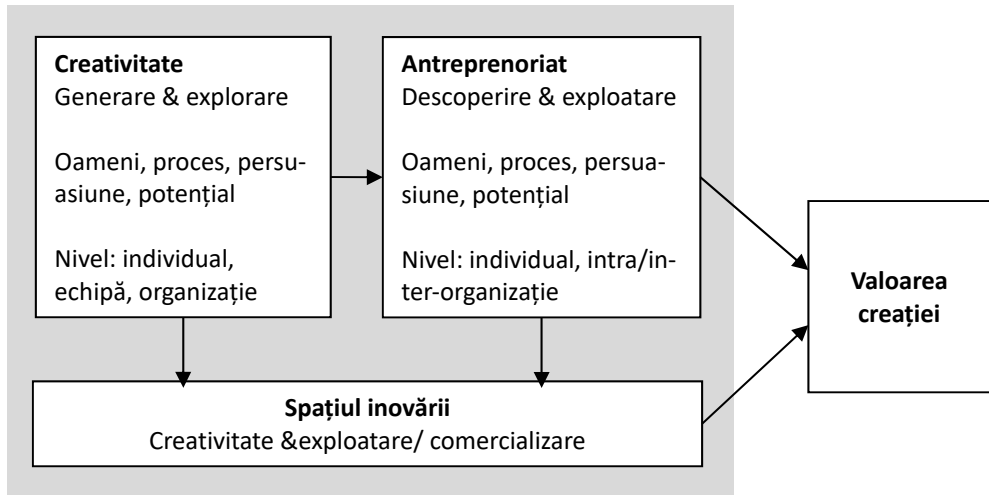 Creativitate
Generare & explorare
Oameni, proces, persu-
asiune, potențial
Nivel: individual,
echipă, organizație
Antreprenoriat
Descoperire & exploatare
Oameni, proces, persua-
siune, potențial
Nivel: individual, intra/in-
ter-organizație
Valoarea
creației
Spațiul inovării
Creativitate &exploatare/ comercializare